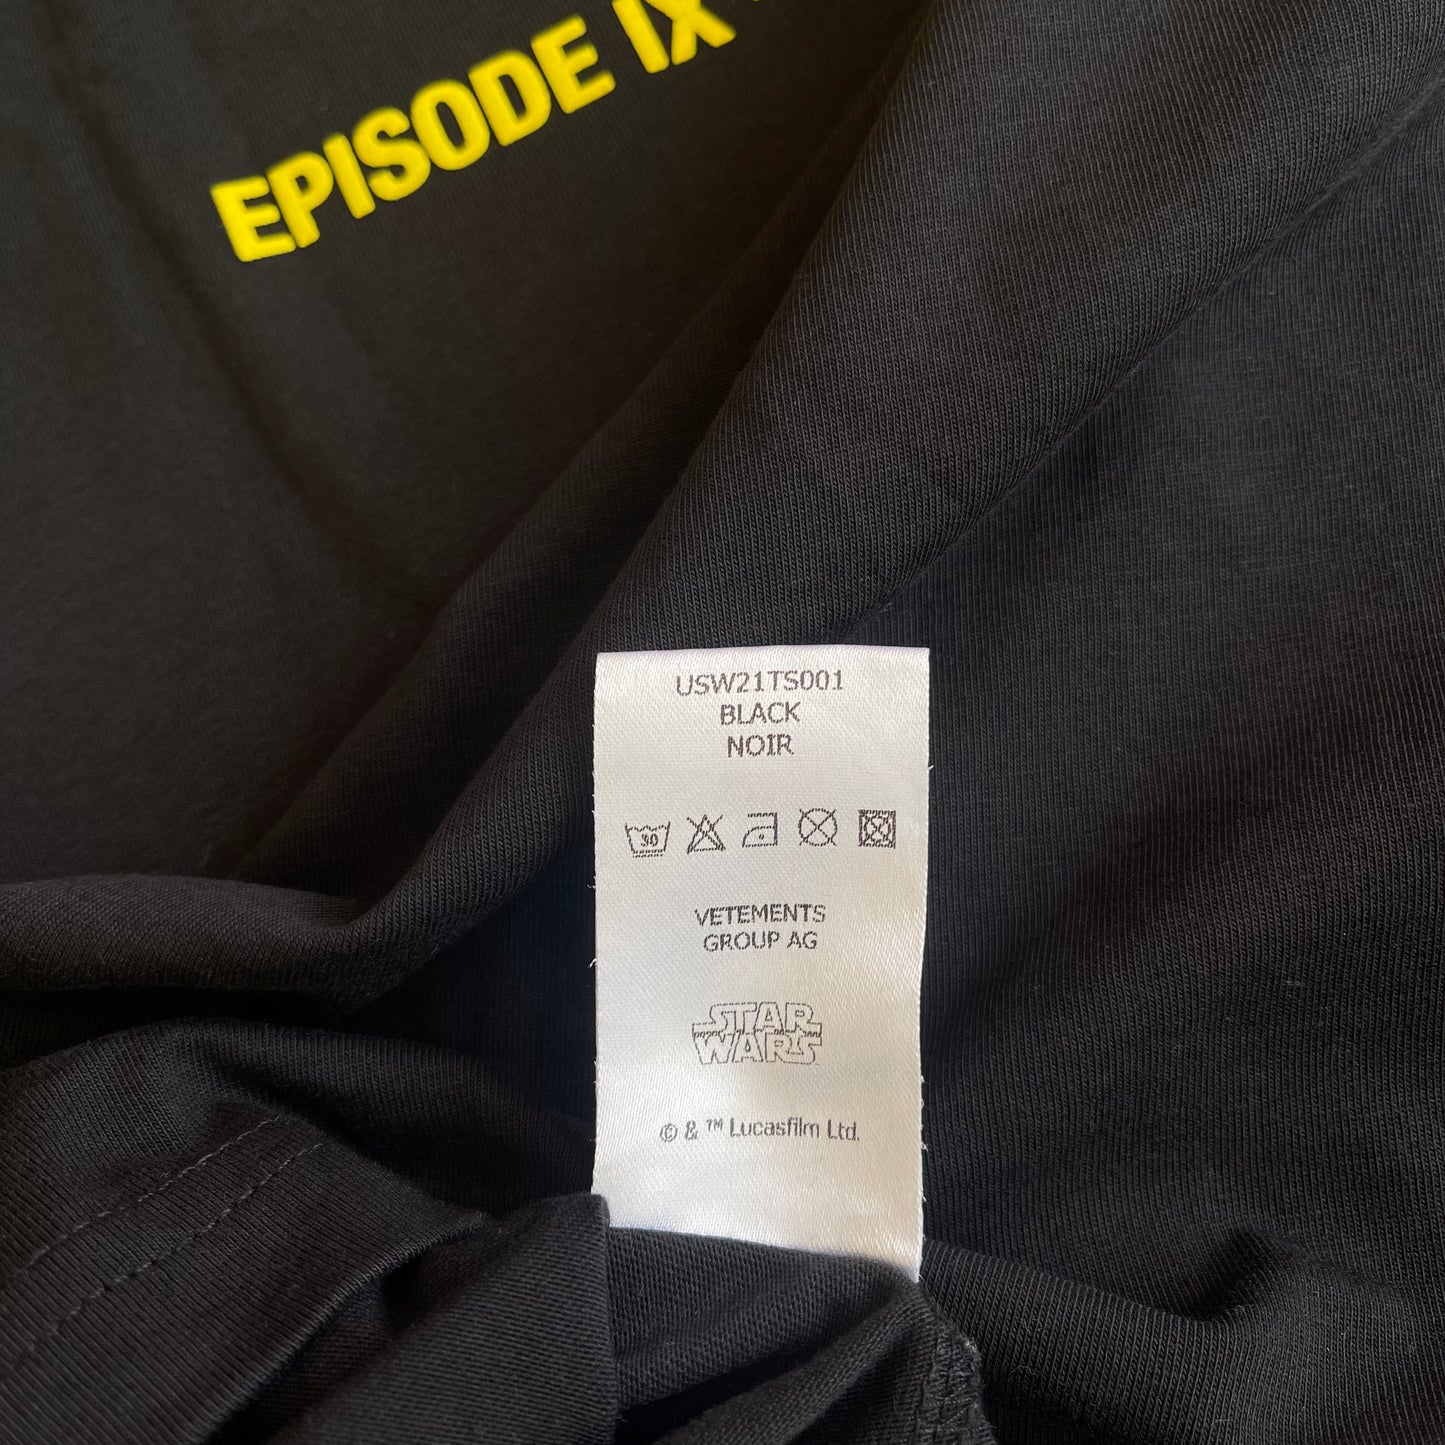 EPISODE IX
USW21TS001
BLACK
NOIR
30
VETEMENTS
GROUP AG
STAR
WARS
© & ™ Lucasfilm Ltd.